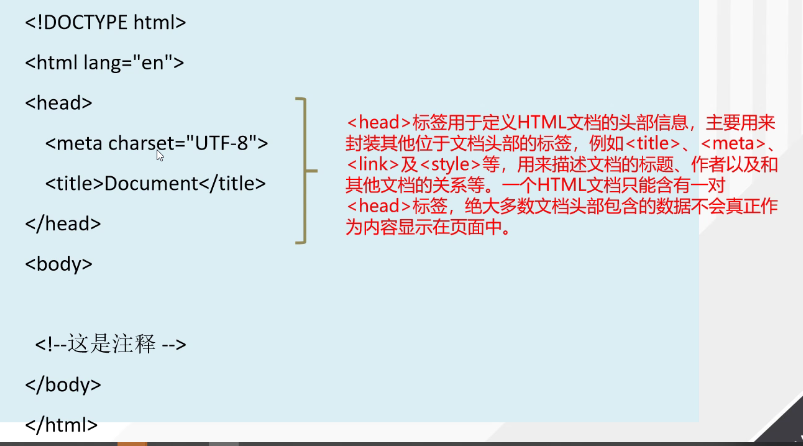 <!DOCTYPE html>
<html lang="en">
<head>
<meta charset="UTF-8">
<title>Document</title>
</head>
<body>
<!--这是注释 -->
</body>
</html>
<head>标签用于定义HTML文档的头部信息，主要用来
封装其他位于文档头部的标签，例如<title>、<meta>、
<link>及<style>等，用来描述文档的标题、作者以及和
其他文档的关系等。一个HTML文档只能含有一对
<head>标签，绝大多数文档头部包含的数据不会真正作
为内容显示在页面中。